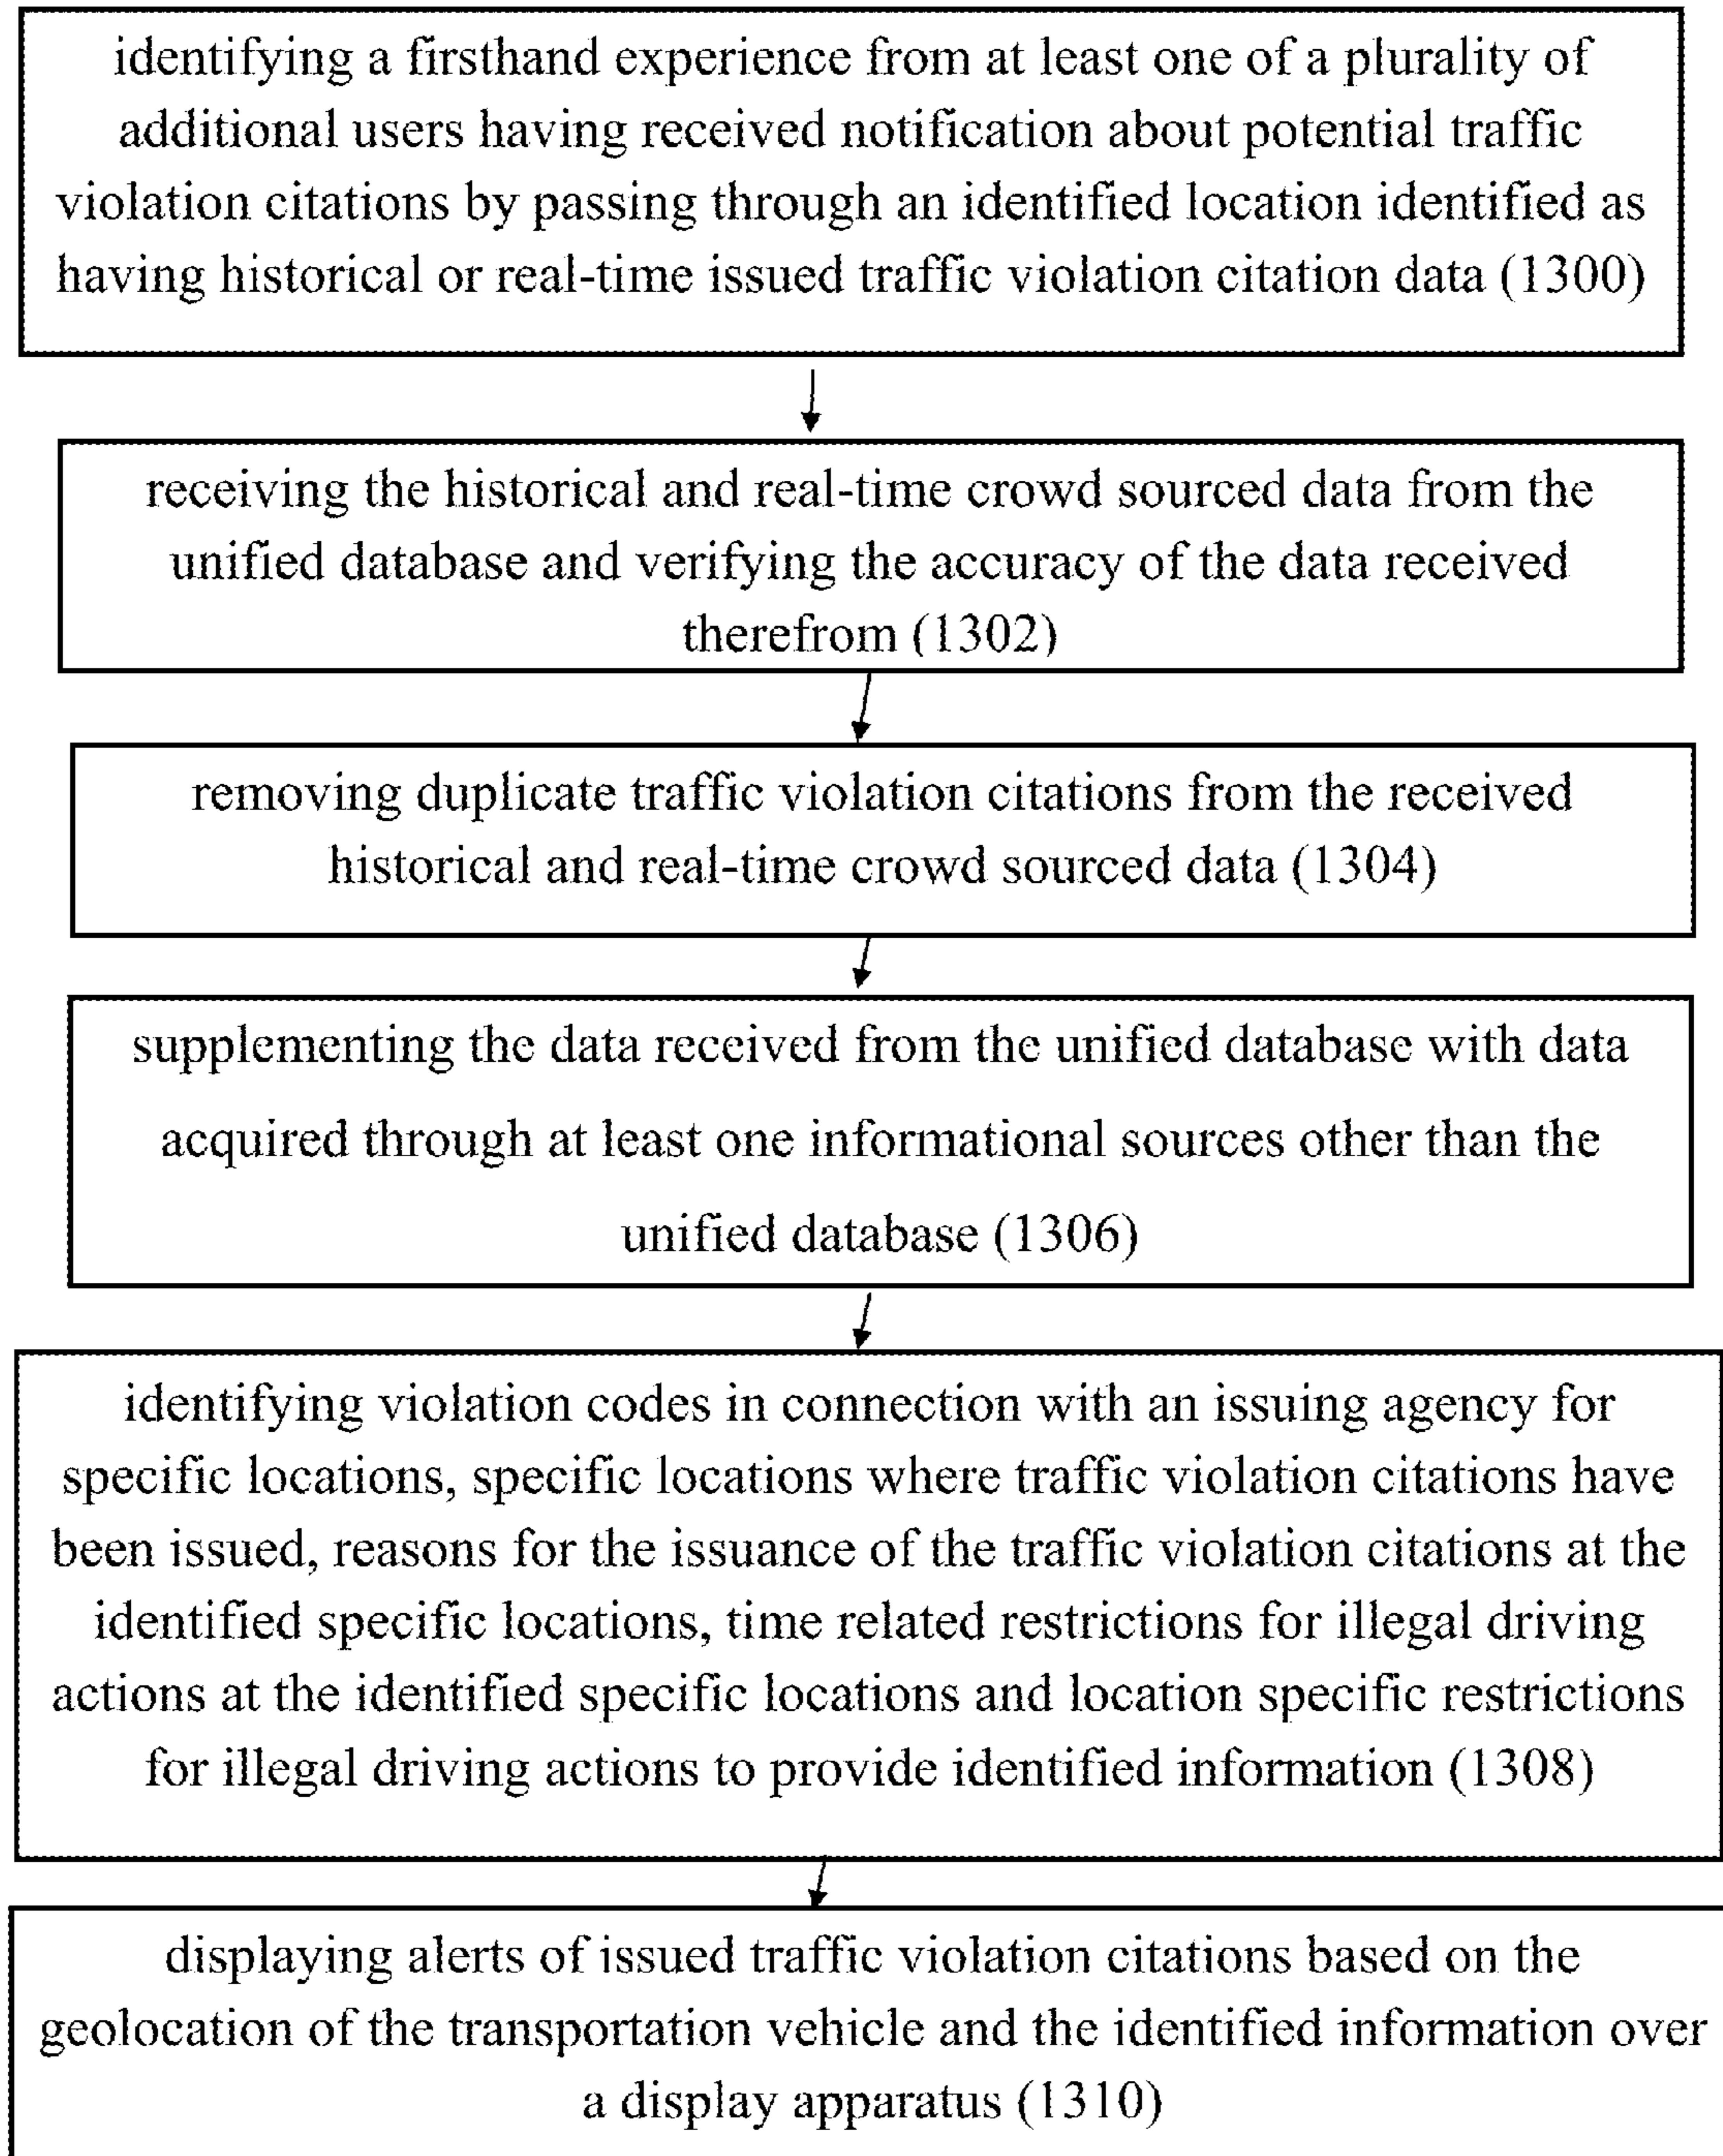 identifying a firsthand experience from at least one of a plurality of
additional users having received notification about potential traffic
violation citations by passing through an identified location identified as
having historical or real-time issued traffic violation citation data (1300)
receiving the historical and real-time crowd sourced data from the
unified database and verifying the accuracy of the data received
therefrom (1302)
removing duplicate traffic violation citations from the received
historical and real-time crowd sourced data (1304)
supplementing the data received from the unified database with data
acquired through at least one informational sources other than the
unified database (1306)
identifying violation codes in connection with an issuing agency for
specific locations, specific locations where traffic violation citations have
been issued, reasons for the issuance of the traffic violation citations at the
identified specific locations, time related restrictions for illegal driving
actions at the identified specific locations and location specific restrictions
for illegal driving actions to provide identified information (1308)
displaying alerts of issued traffic violation citations based on the
geolocation of the transportation vehicle and the identified information over
a display apparatus (1310)